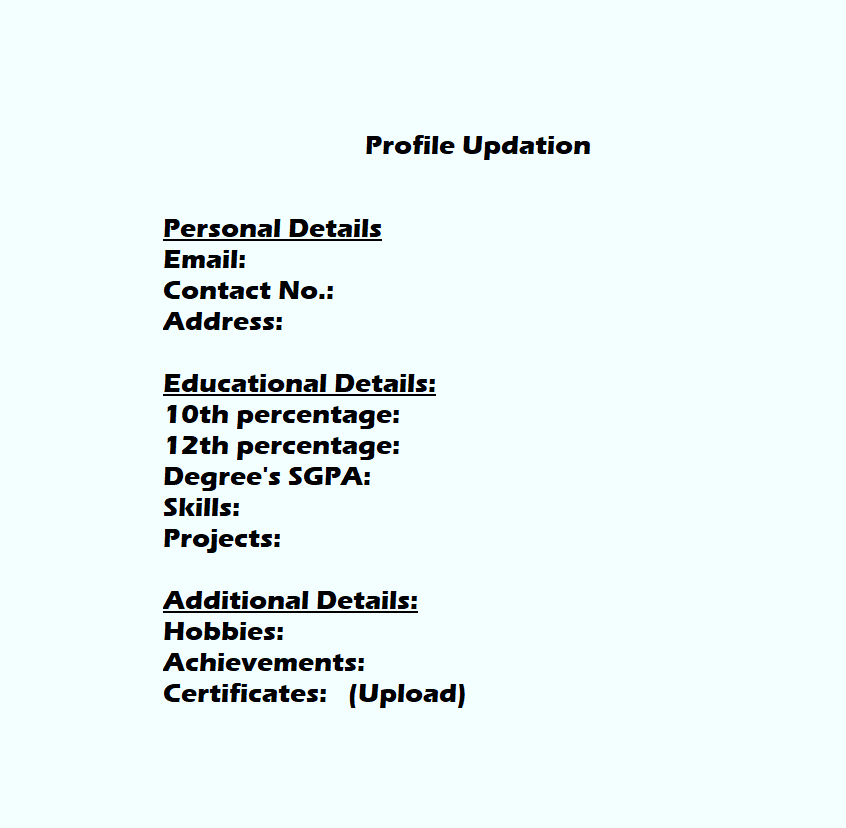 Profile Updation
Personal Details
Email:
Contact No.:
Address:
Educational Details:
10th percentage:
12th percentage:
Degree's SGPA:
Skills:
Projects:
Additional Details:
Hobbies:
Achievements:
Certificates:   (Upload)